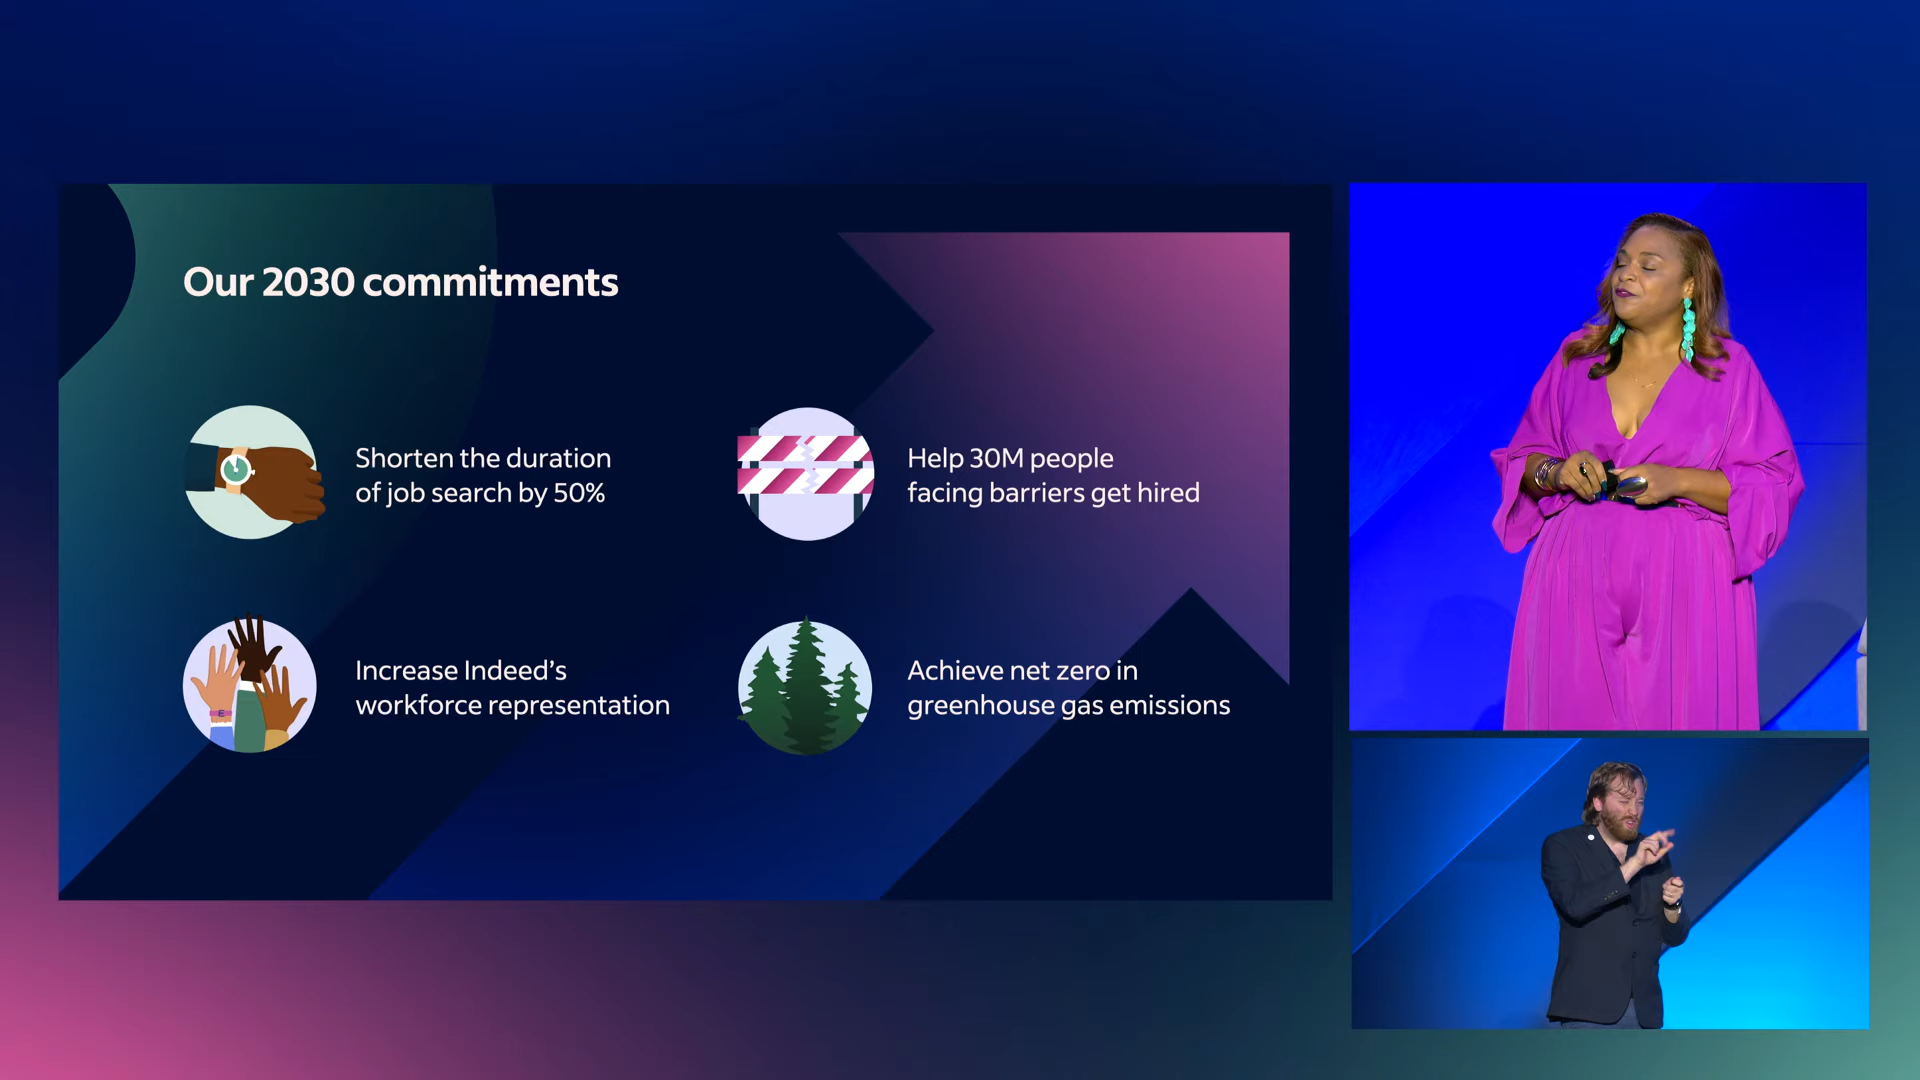 Our 2030 commitments
Shorten the duration
of job search by 50%
Help 30M people
facing barriers get hired
Increase Indeed’s
workforce representation
Achieve net zero in
greenhouse gas emissions